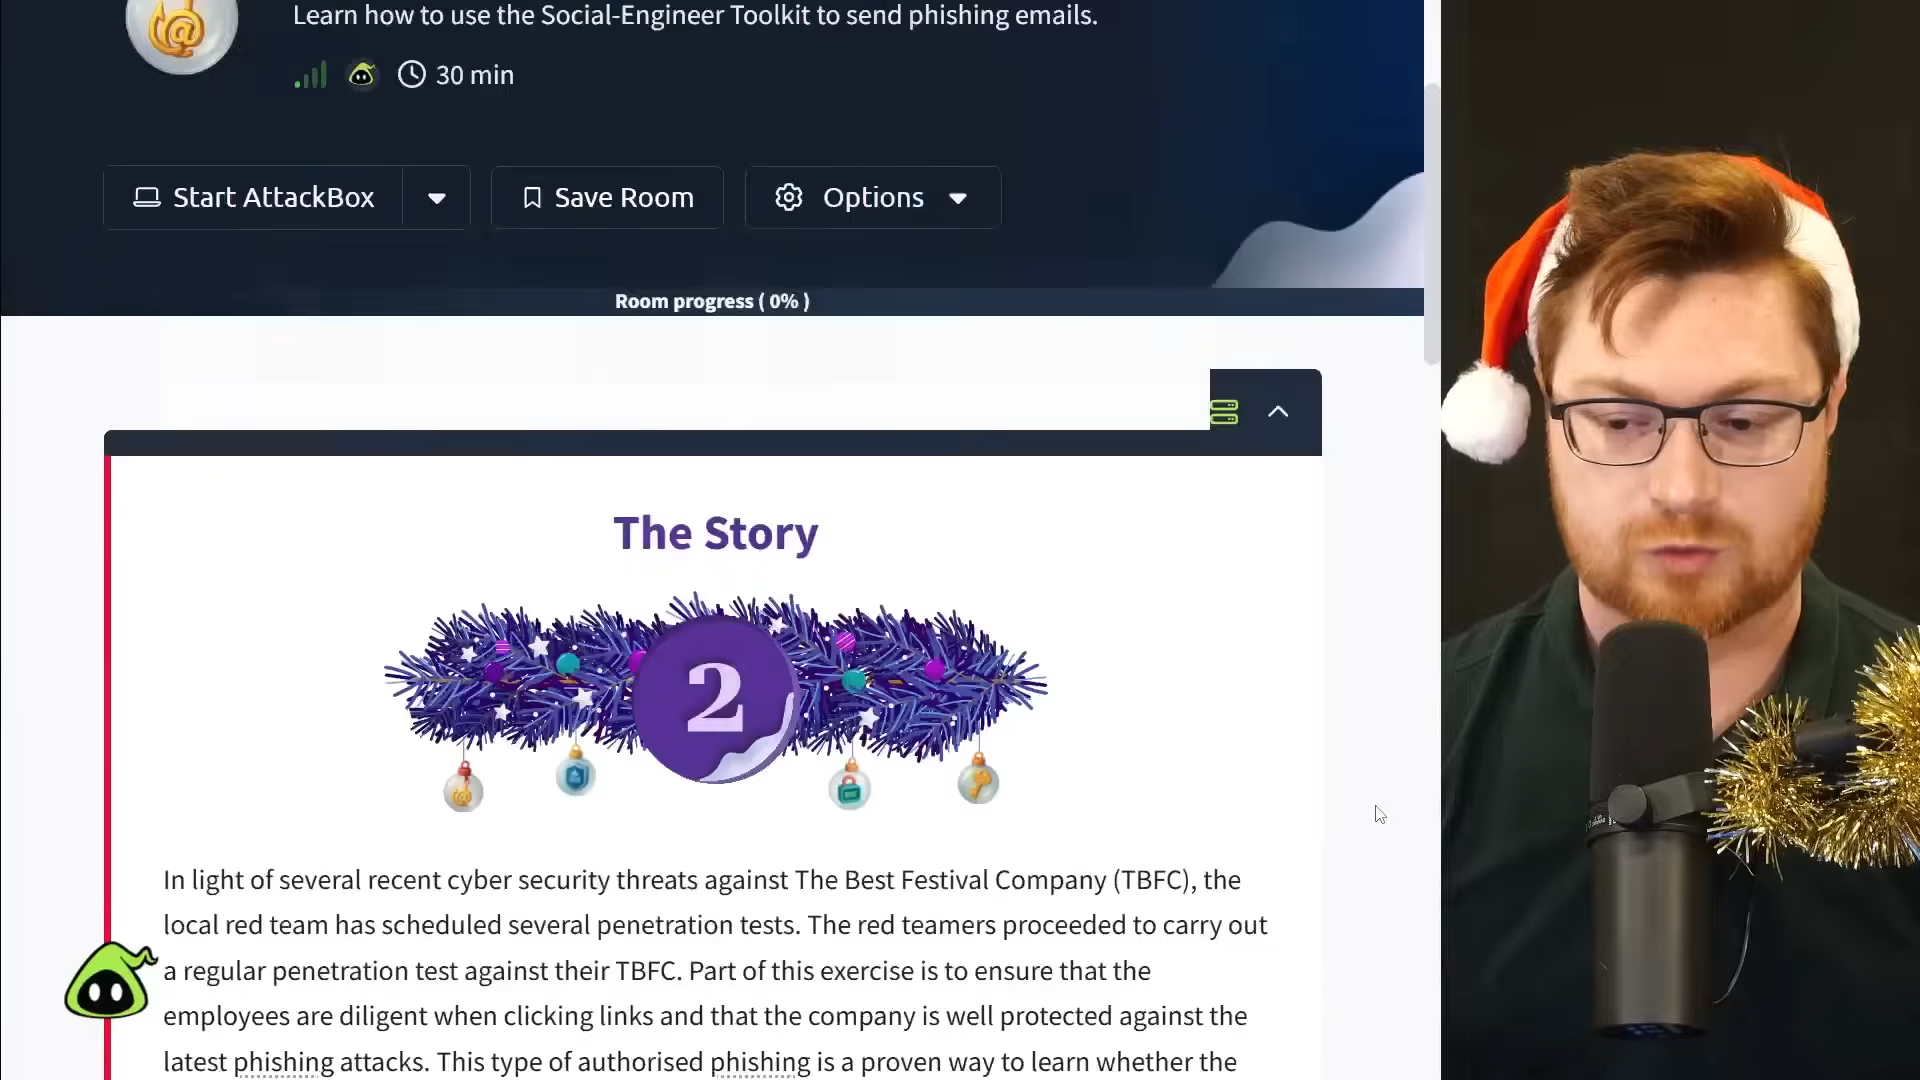 Learn how to use the Social-Engineer Toolkit to send phishing emails.
30 min
Start AttackBox
Save Room
Options
Room progress ( 0% )
The Story
2
In light of several recent cyber security threats against The Best Festival Company (TBFC), the
local red team has scheduled several penetration tests. The red teamers proceeded to carry out
a regular penetration test against their TBFC. Part of this exercise is to ensure that the
employees are diligent when clicking links and that the company is well protected against the
latest phishing attacks. This type of authorised phishing is a proven way to learn whether the